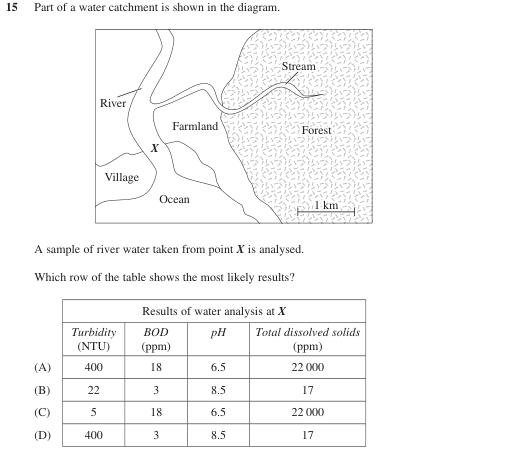 15 Part of a water catchment is shown in the diagram.
Stream
River
Farmland
Forest
X
Village
Ocean
1 km
A sample of river water taken from point X is analysed.
Which row of the table shows the most likely results?
Results of water analysis at X
Turbidity (NTU) BOD (ppm) pH Total dissolved solids (ppm)
(A) 400 18 6.5 22 000
(B) 22 3 8.5 17
(C) 5 18 6.5 22 000
(D) 400 3 8.5 17